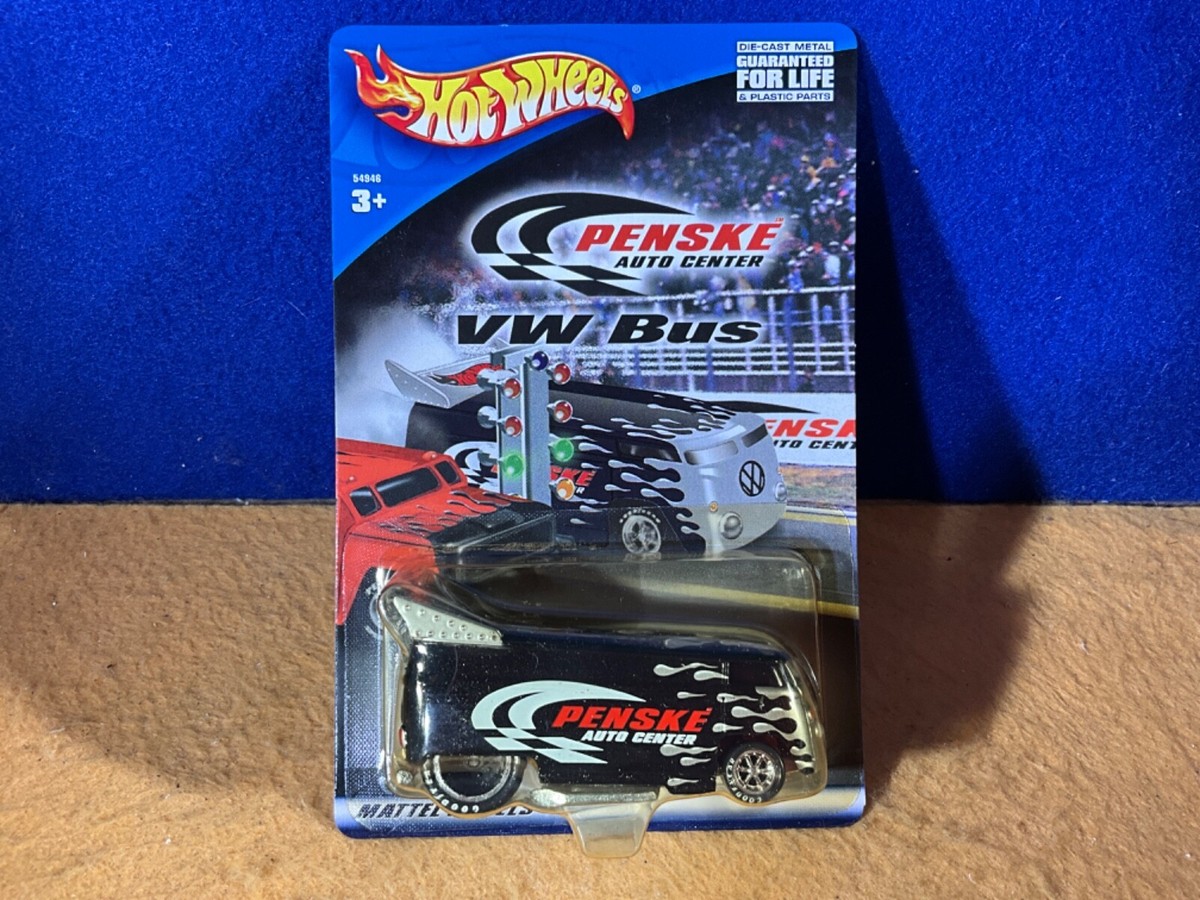 HOT WHEELS®
DIE-CAST METAL
GUARANTEED
FOR LIFE
& PLASTIC PARTS
54946
3+
PENSKE
AUTO CENTER
VW Bus
PENSKE
PENSKE
AUTO CENTER
MATTEL